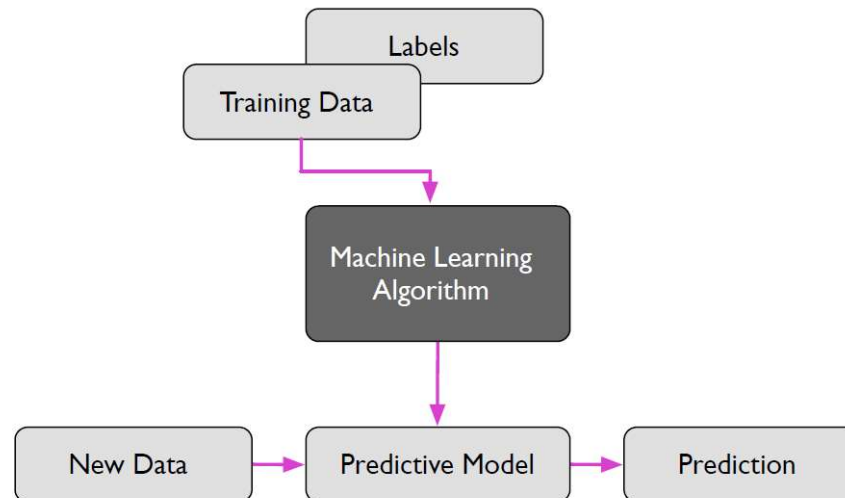 Labels
Training Data
Machine Learning
Algorithm
New Data
Predictive Model
Prediction